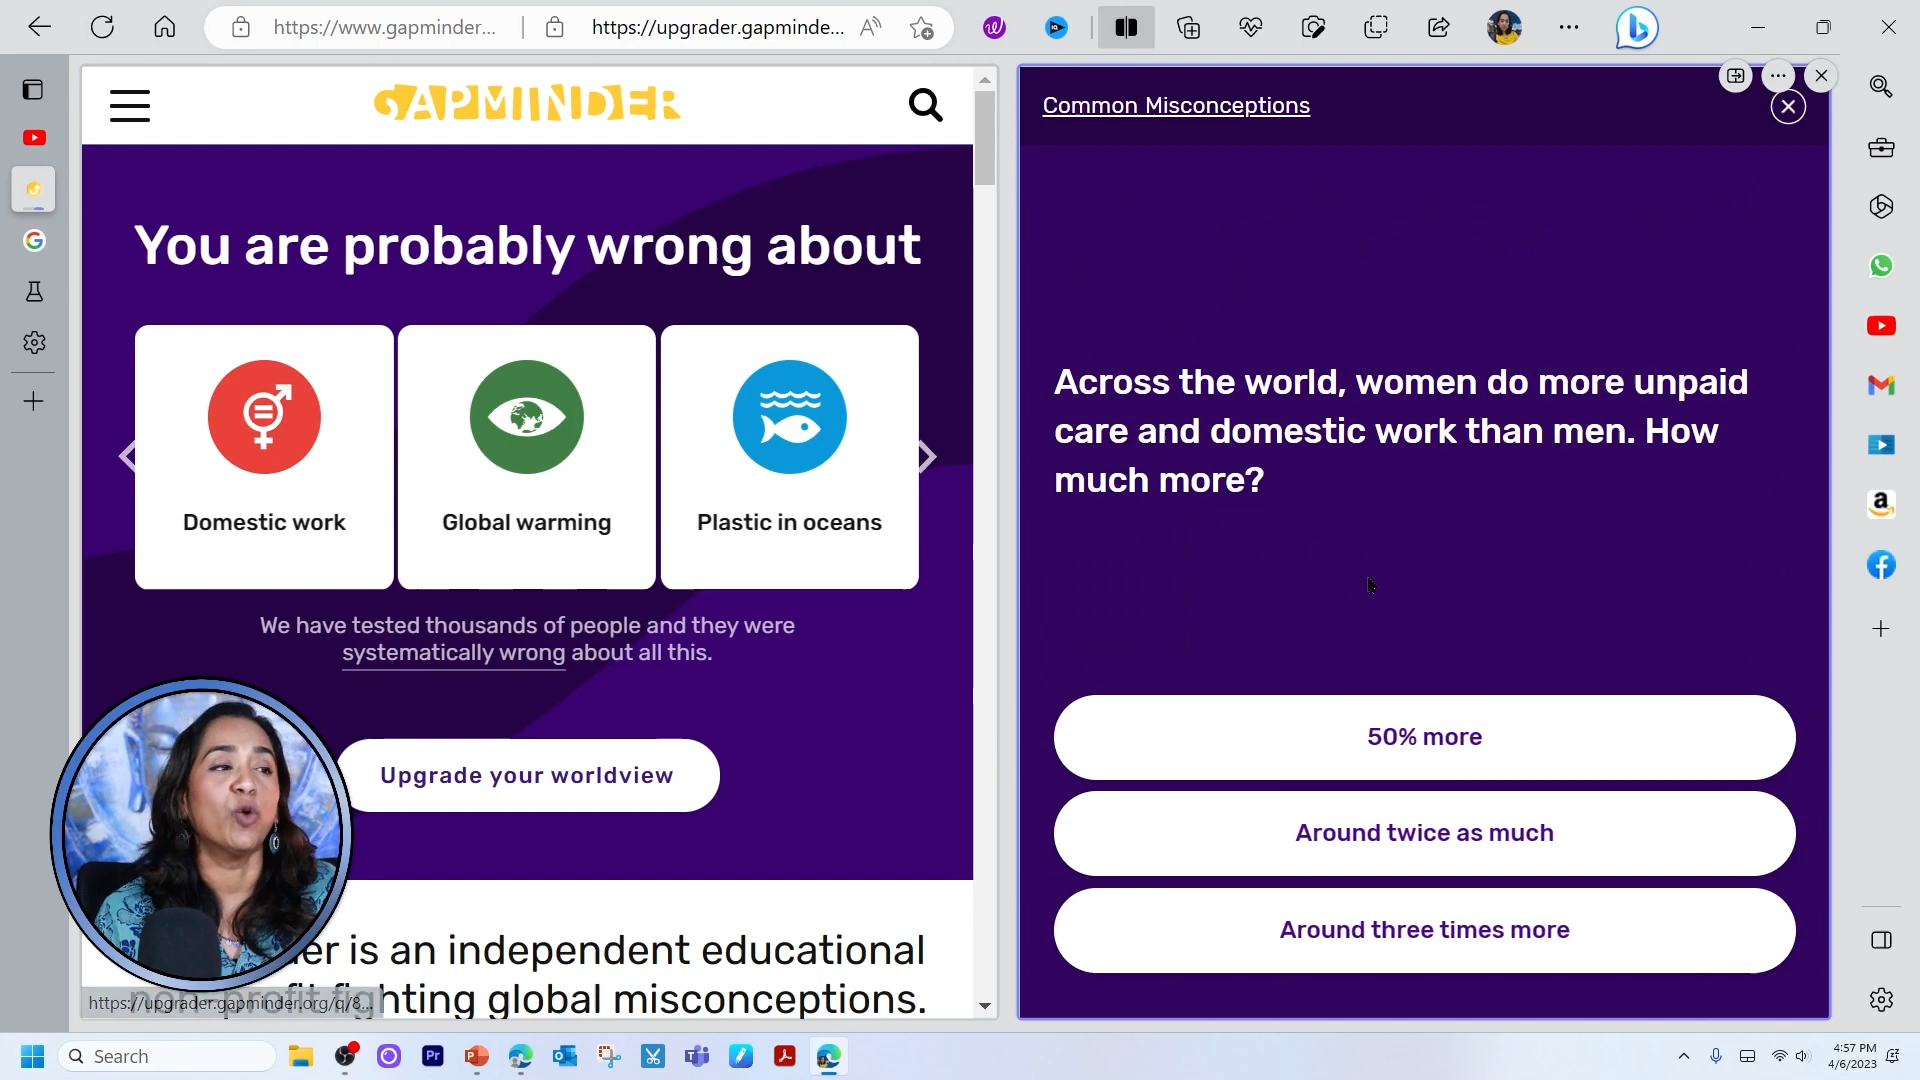 https://www.gapminder...
https://upgrader.gapminde...
GAPMINDER
You are probably wrong about
Domestic work
Global warming
Plastic in oceans
We have tested thousands of people and they were
systematically wrong about all this.
Upgrade your worldview
is an independent educational
fighting global misconceptions.
https://upgrader.gapminder.org/q/8...
Common Misconceptions
Across the world, women do more unpaid
care and domestic work than men. How
much more?
50% more
Around twice as much
Around three times more
Search
Pr
4:57 PM
4/6/2023